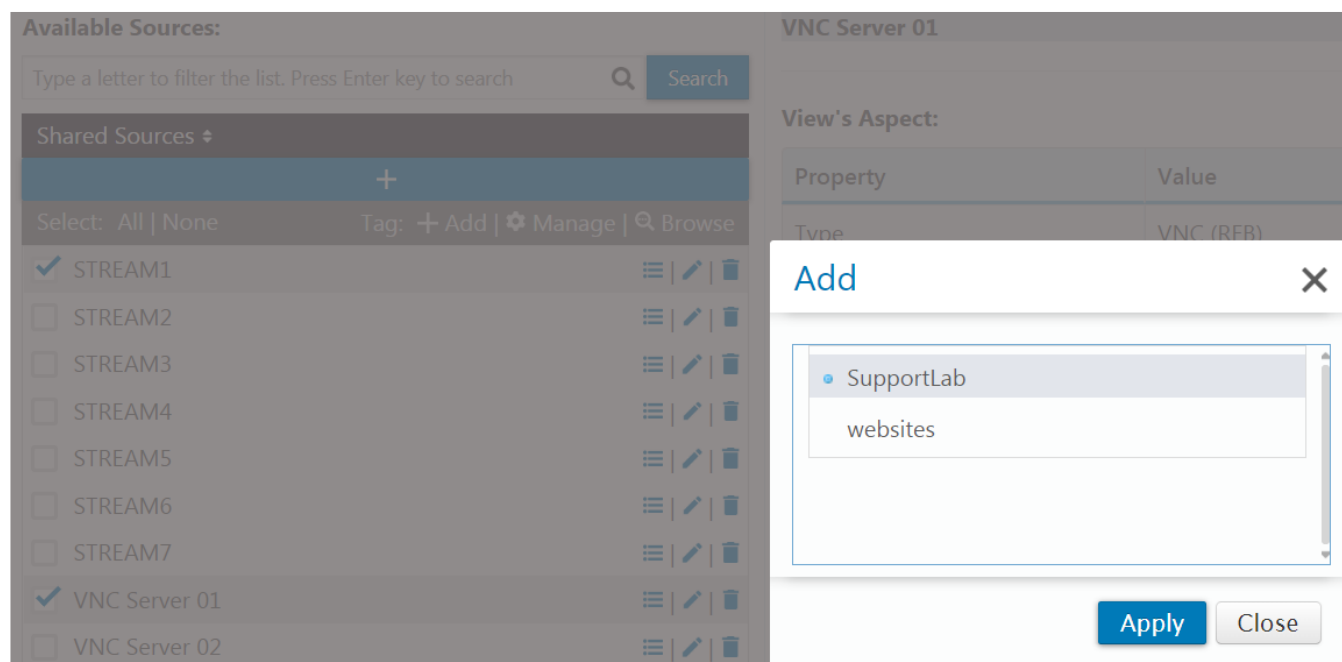 Available Sources:
Type a letter to filter the list. Press Enter key to search
Search
Shared Sources
+
Select: All | None Tag: + Add | Manage | Browse
STREAM1
STREAM2
STREAM3
STREAM4
STREAM5
STREAM6
STREAM7
VNC Server 01
VNC Server 02
VNC Server 01
View's Aspect:
Property Value
Type VNC (RFB)
Add
SupportLab
websites
Apply Close